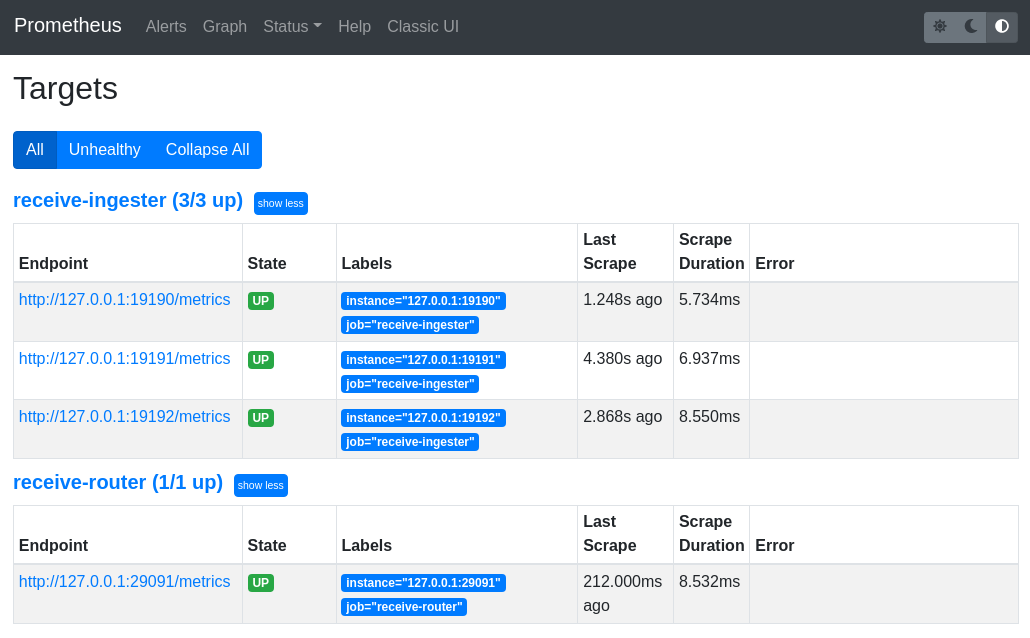 Prometheus Alerts Graph Status Help Classic UI
Targets
All Unhealthy Collapse All
receive-ingester (3/3 up) show less
Endpoint State Labels Last Scrape Scrape Duration Error
http://127.0.0.1:19190/metrics UP instance="127.0.0.1:19190" 1.248s ago 5.734ms
job="receive-ingester"
http://127.0.0.1:19191/metrics UP instance="127.0.0.1:19191" 4.380s ago 6.937ms
job="receive-ingester"
http://127.0.0.1:19192/metrics UP instance="127.0.0.1:19192" 2.868s ago 8.550ms
job="receive-ingester"
receive-router (1/1 up) show less
Endpoint State Labels Last Scrape Scrape Duration Error
http://127.0.0.1:29091/metrics UP instance="127.0.0.1:29091" 212.000ms 8.532ms
job="receive-router" ago